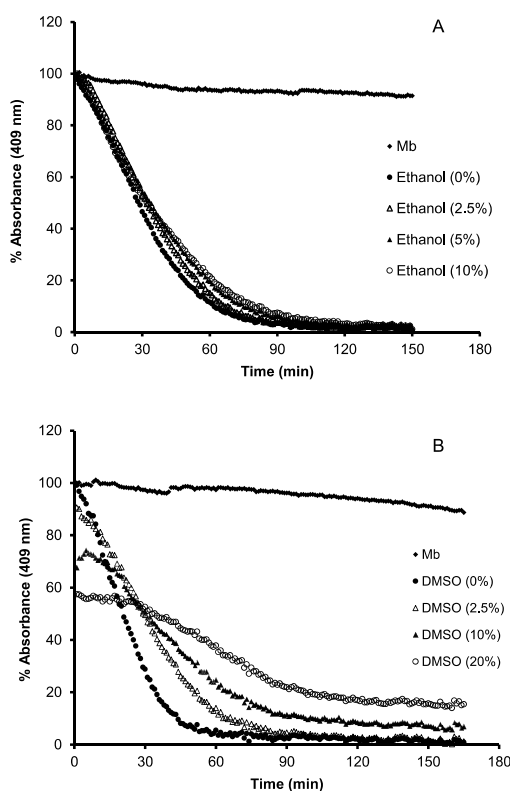 A
120
100
80
60
40
20
0
% Absorbance (409 nm)
Mb
Ethanol (0%)
Ethanol (2.5%)
Ethanol (5%)
Ethanol (10%)
0 30 60 90 120 150 180
Time (min)
B
120
100
80
60
40
20
0
% Absorbance (409 nm)
Mb
DMSO (0%)
DMSO (2.5%)
DMSO (10%)
DMSO (20%)
0 30 60 90 120 150 180
Time (min)